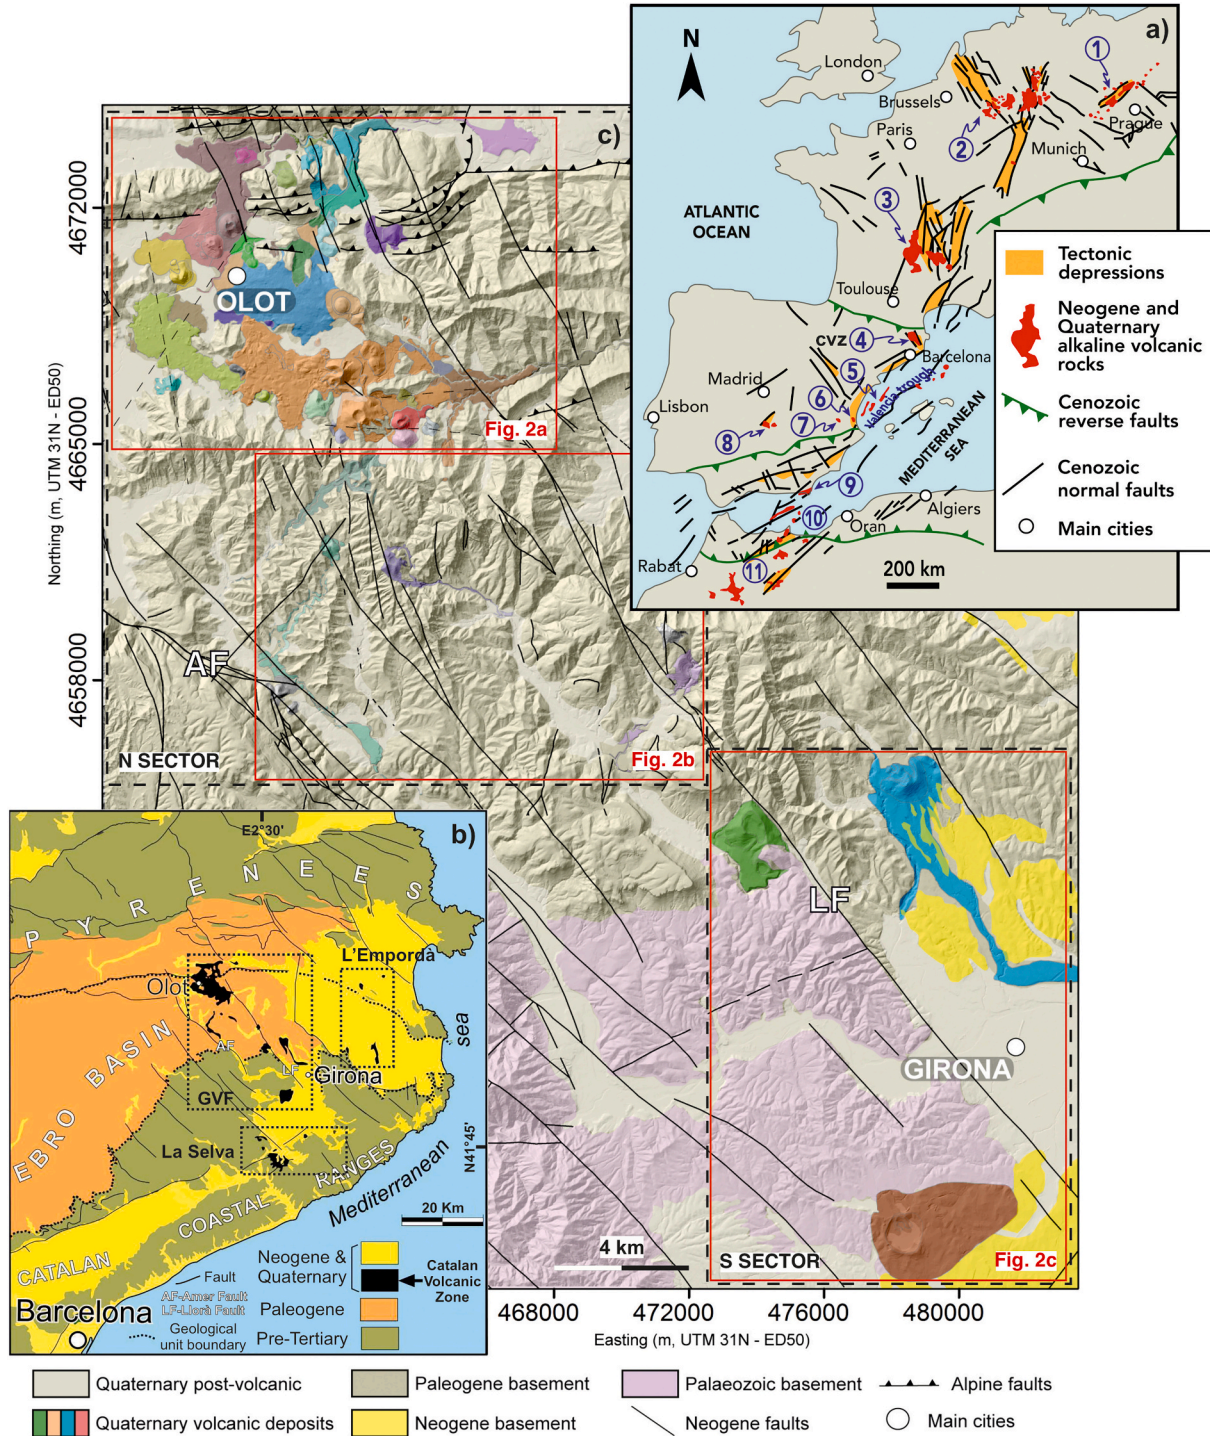 a)
N
London
Brussels
Paris
Prague
Munich
ATLANTIC
OCEAN
Toulouse
CVZ
Barcelona
Madrid
Lisbon
Valencia trough
MEDITERRANEAN
SEA
Algiers
Oran
Rabat
1
2
3
4
5
6
7
8
9
10
11
200 km
Tectonic
depressions
Neogene and
Quaternary
alkaline volcanic
rocks
Cenozoic
reverse faults
Cenozoic
normal faults
Main cities
c)
OLOT
Fig. 2a
AF
N SECTOR
Fig. 2b
LF
GIRONA
4 km
S SECTOR
Fig. 2c
4672000
4665000
4658000
Northing (m, UTM 31N - ED50)
468000
472000
476000
480000
Easting (m, UTM 31N - ED50)
b)
E2°30'
PYRENEES
L'Empordà
Olot
AF
LF
Girona
GVF
EBRO BASIN
La Selva
N41°45'
sea
Mediterranean
CATALAN
COASTAL
RANGES
20 Km
Barcelona
Fault
AF-Amer Fault
LF-Llorà Fault
Geological
unit boundary
Neogene &
Quaternary
Catalan
Volcanic
Zone
Paleogene
Pre-Tertiary
Quaternary post-volcanic
Paleogene basement
Palaeozoic basement
Alpine faults
Quaternary volcanic deposits
Neogene basement
Neogene faults
Main cities